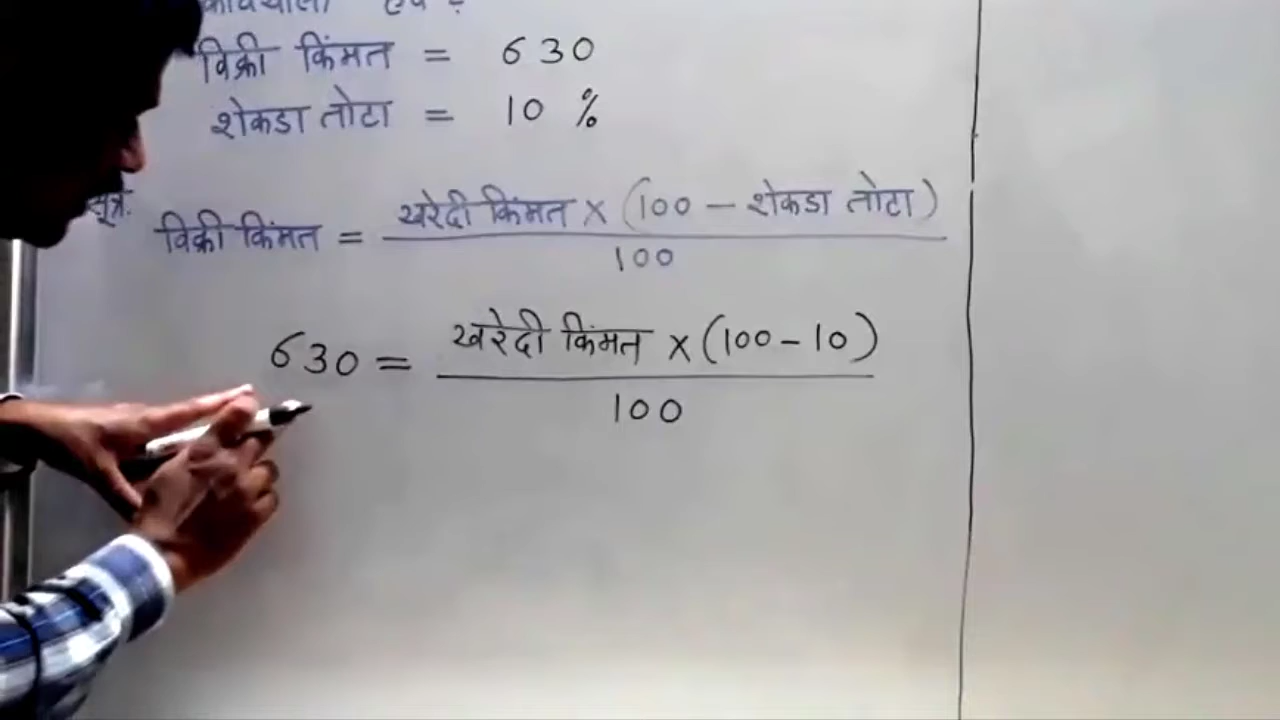 विक्री किंमत = 630
शेकडा तोटा = 10 %
सूत्र.
विक्री किंमत = खरेदी किंमत × (100 – शेकडा तोटा)
100
630 = खरेदी किंमत × (100 – 10)
100